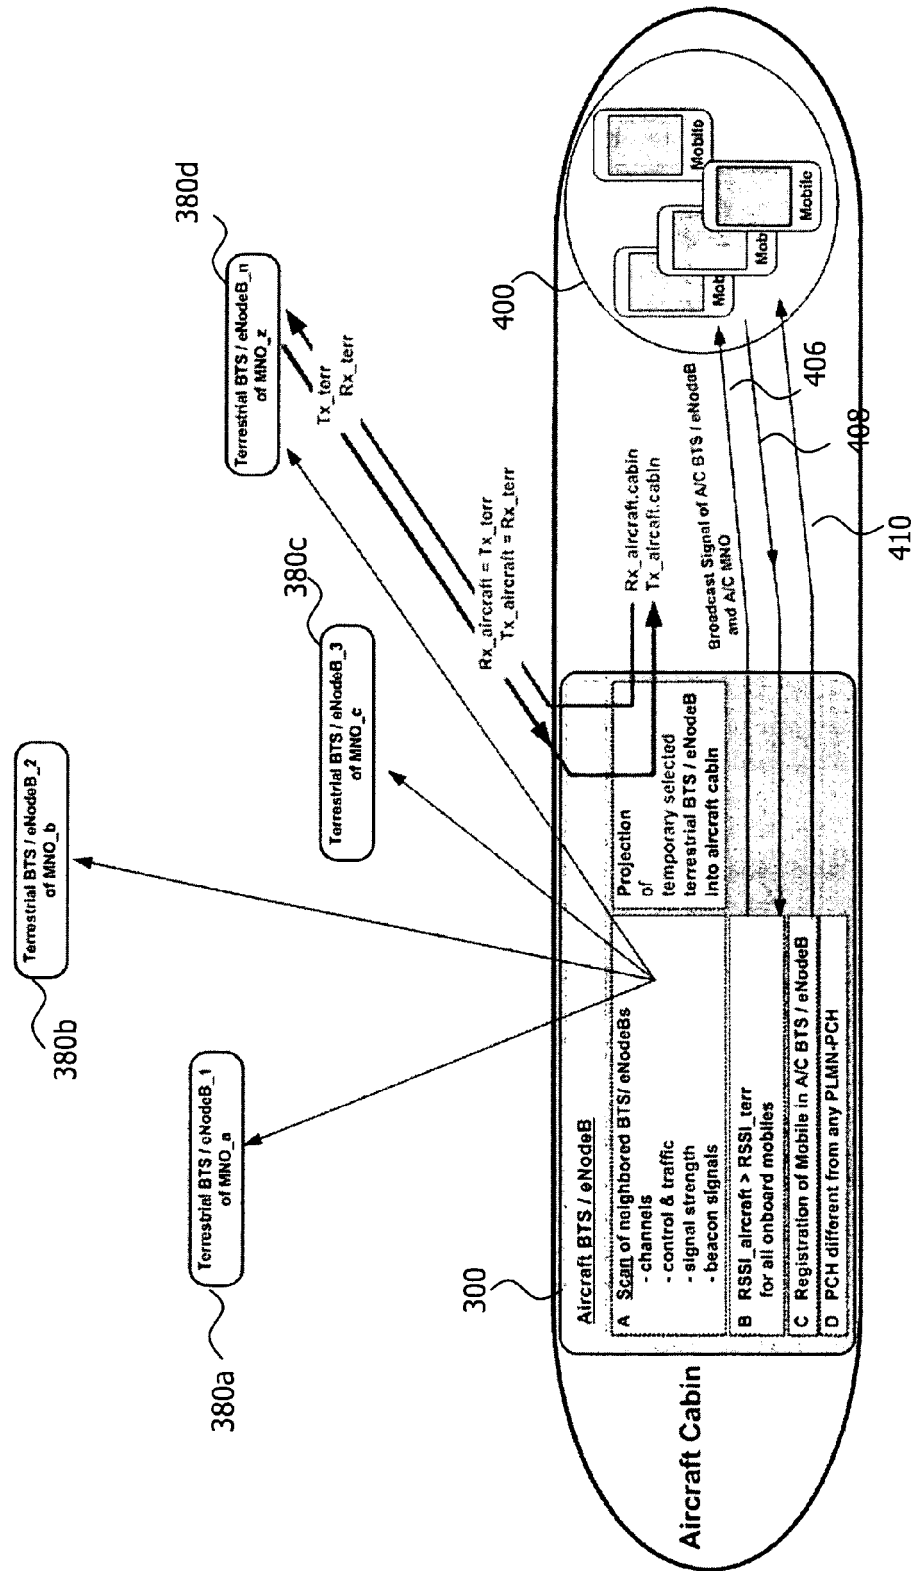 380a
Terrestrial BTS / eNodeB_1
of MNO_a
380b
Terrestrial BTS / eNodeB_2
of MNO_b
380c
Terrestrial BTS / eNodeB_3
of MNO_c
380d
Terrestrial BTS / eNodeB_n
of MNO_z
Tx_terr
Rx_terr
Rx_aircraft = Tx_terr
Tx_aircraft = Rx_terr
Rx_aircraft.cabin
Tx_aircaft.cabin
300
Aircraft BTS / eNodeB
A Scan of neighbored BTS/ eNodeBs
- channels
- control & traffic
- signal strength
- beacon signals
Projection
of
temporary selected
terrestrial BTS / eNodeB
into aircraft cabin
B RSSI_aircraft > RSSI_terr
for all onboard mobiles
C Registration of Mobile in A/C BTS / eNodeB
D PCH different from any PLMN-PCH
Broadcast Signal of A/C BTS / eNodeB
and A/C MNO
400
Mobile
Mob
Mob
Mobile
406
408
410
Aircraft Cabin